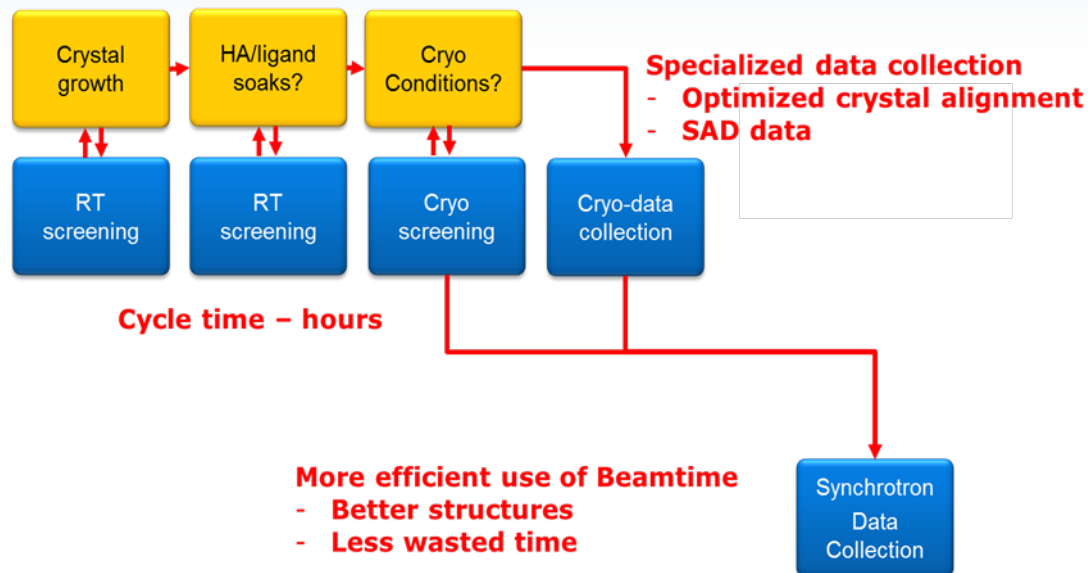 Crystal
growth
HA/ligand
soaks?
Cryo
Conditions?
Specialized data collection
- Optimized crystal alignment
- SAD data
RT
screening
RT
screening
Cryo
screening
Cryo-data
collection
Cycle time – hours
More efficient use of Beamtime
- Better structures
- Less wasted time
Synchrotron
Data
Collection